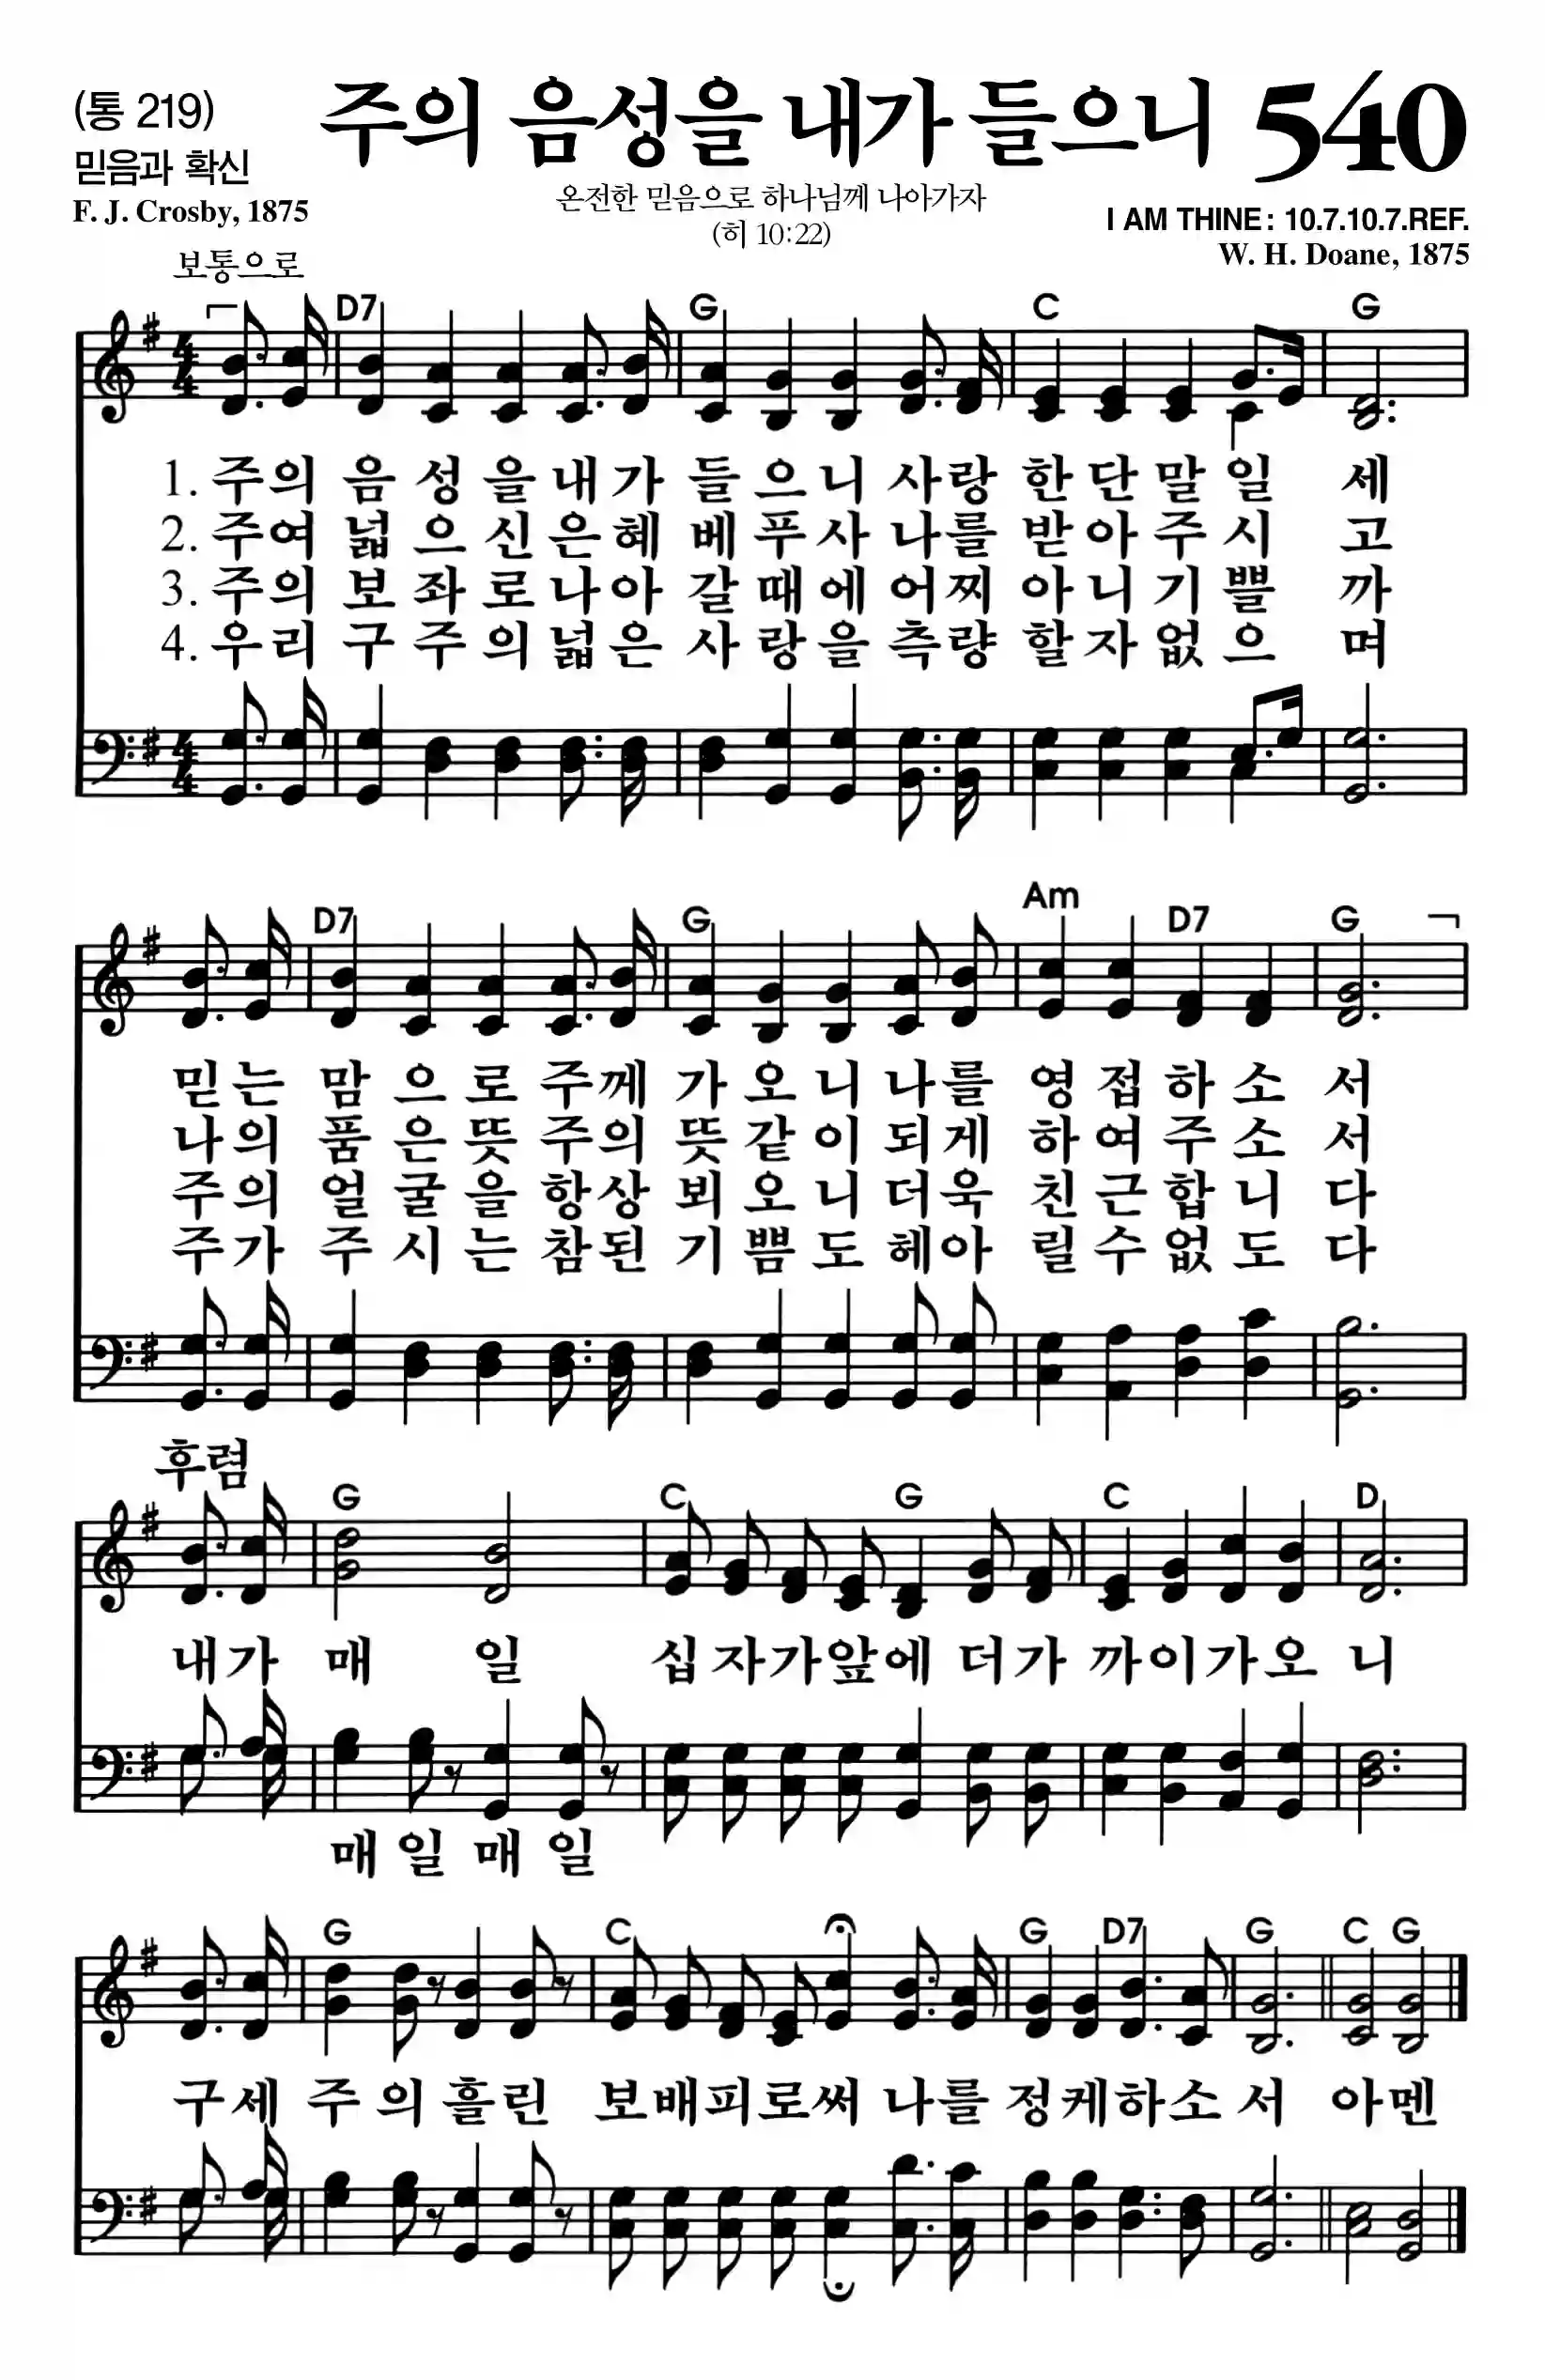 (통 219) 주의 음성을 내가 들으니 540
믿음과 확신 온전한 믿음으로 하나님께 나아가자
F. J. Crosby, 1875 (히 10:22) I AM THINE : 10.7.10.7.REF.
보통으로 W. H. Doane, 1875
D7 G C G
4 4
1. 주의 음성을내가 들으니사랑 한단말일 세
2. 주여 넓으신은혜 베푸사나를 받아주시 고
3. 주의 보좌로나아 갈때에어찌 아니기쁠 까
4. 우리 구주의넓은 사랑을측량 할자없으 며
4 4
D7 G Am D7 G
믿는 맘으로주께 가오니나를 영접하소 서
나의 품은뜻주의 뜻같이되게 하여주소 서
주의 얼굴을항상 뵈오니더욱 친근합니 다
주가 주시는참된 기쁨도헤아 릴수없도 다
후렴
G C G C D
내가 매 일 십자가앞에 더가 까이가오 니
매일매일
G C G D7 G C G
구세 주의흘린 보배피로써 나를 정케하소 서 아멘